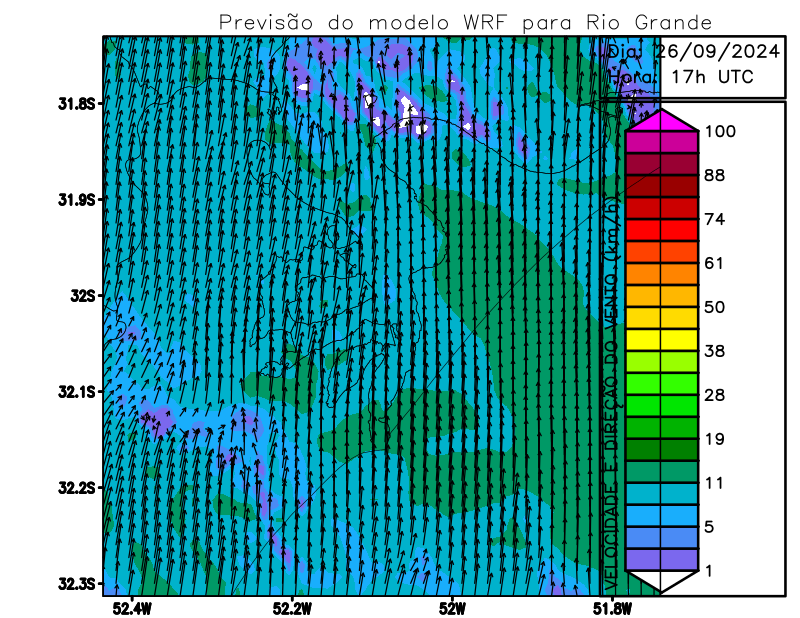 Previsão do modelo WRF para Rio Grande
Dia: 26/09/2024
Hora: 17h UTC
31.8S
31.9S
32S
32.1S
32.2S
32.3S
52.4W
52.2W
52W
51.8W
VELOCIDADE E DIREÇÃO DO VENTO (km/h)
100
88
74
61
50
38
28
19
11
5
1